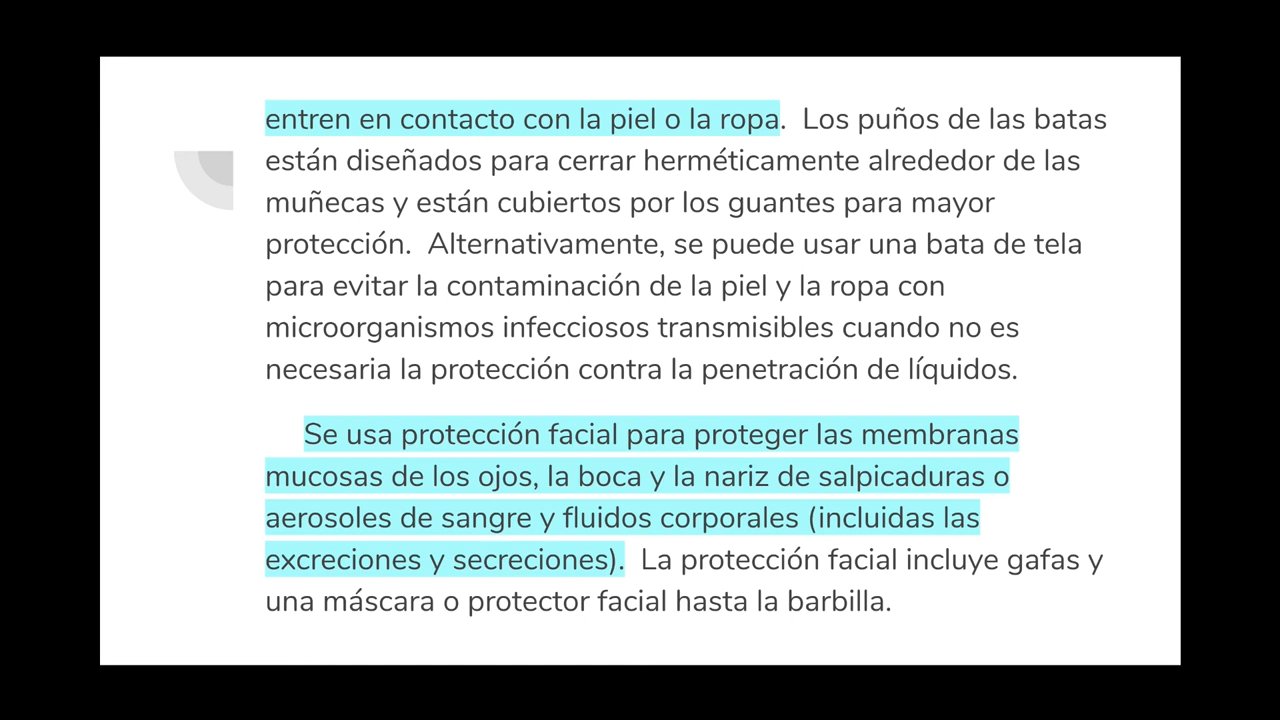 entren en contacto con la piel o la ropa.  Los puños de las batas
están diseñados para cerrar herméticamente alrededor de las
muñecas y están cubiertos por los guantes para mayor
protección.  Alternativamente, se puede usar una bata de tela
para evitar la contaminación de la piel y la ropa con
microorganismos infecciosos transmisibles cuando no es
necesaria la protección contra la penetración de líquidos.
Se usa protección facial para proteger las membranas
mucosas de los ojos, la boca y la nariz de salpicaduras o
aerosoles de sangre y fluidos corporales (incluidas las
excreciones y secreciones).  La protección facial incluye gafas y
una máscara o protector facial hasta la barbilla.